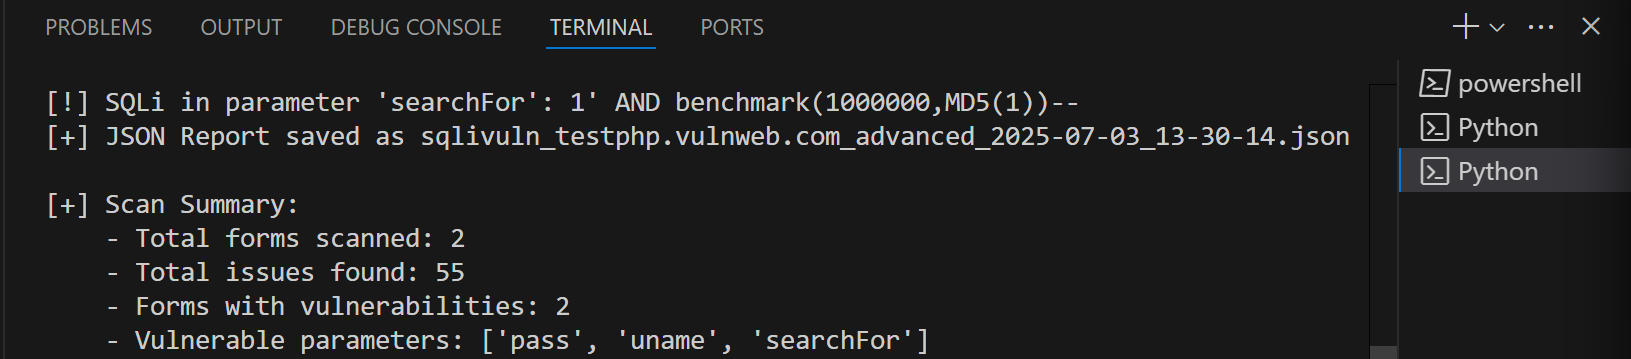 PROBLEMS OUTPUT DEBUG CONSOLE TERMINAL PORTS
[!] SQLi in parameter 'searchFor': 1' AND benchmark(1000000,MD5(1))--
[+] JSON Report saved as sqlivuln_testphp.vulnweb.com_advanced_2025-07-03_13-30-14.json
[+] Scan Summary:
- Total forms scanned: 2
- Total issues found: 55
- Forms with vulnerabilities: 2
- Vulnerable parameters: ['pass', 'uname', 'searchFor']
powershell
Python
Python